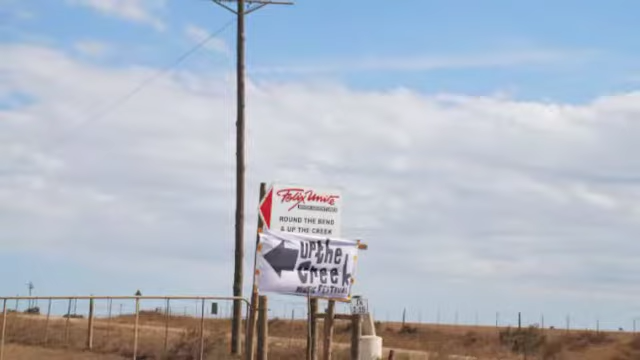 Felix Unite
ROUND THE BEND
& UP THE CREEK
UP the
Creek
MUSIC FESTIVAL